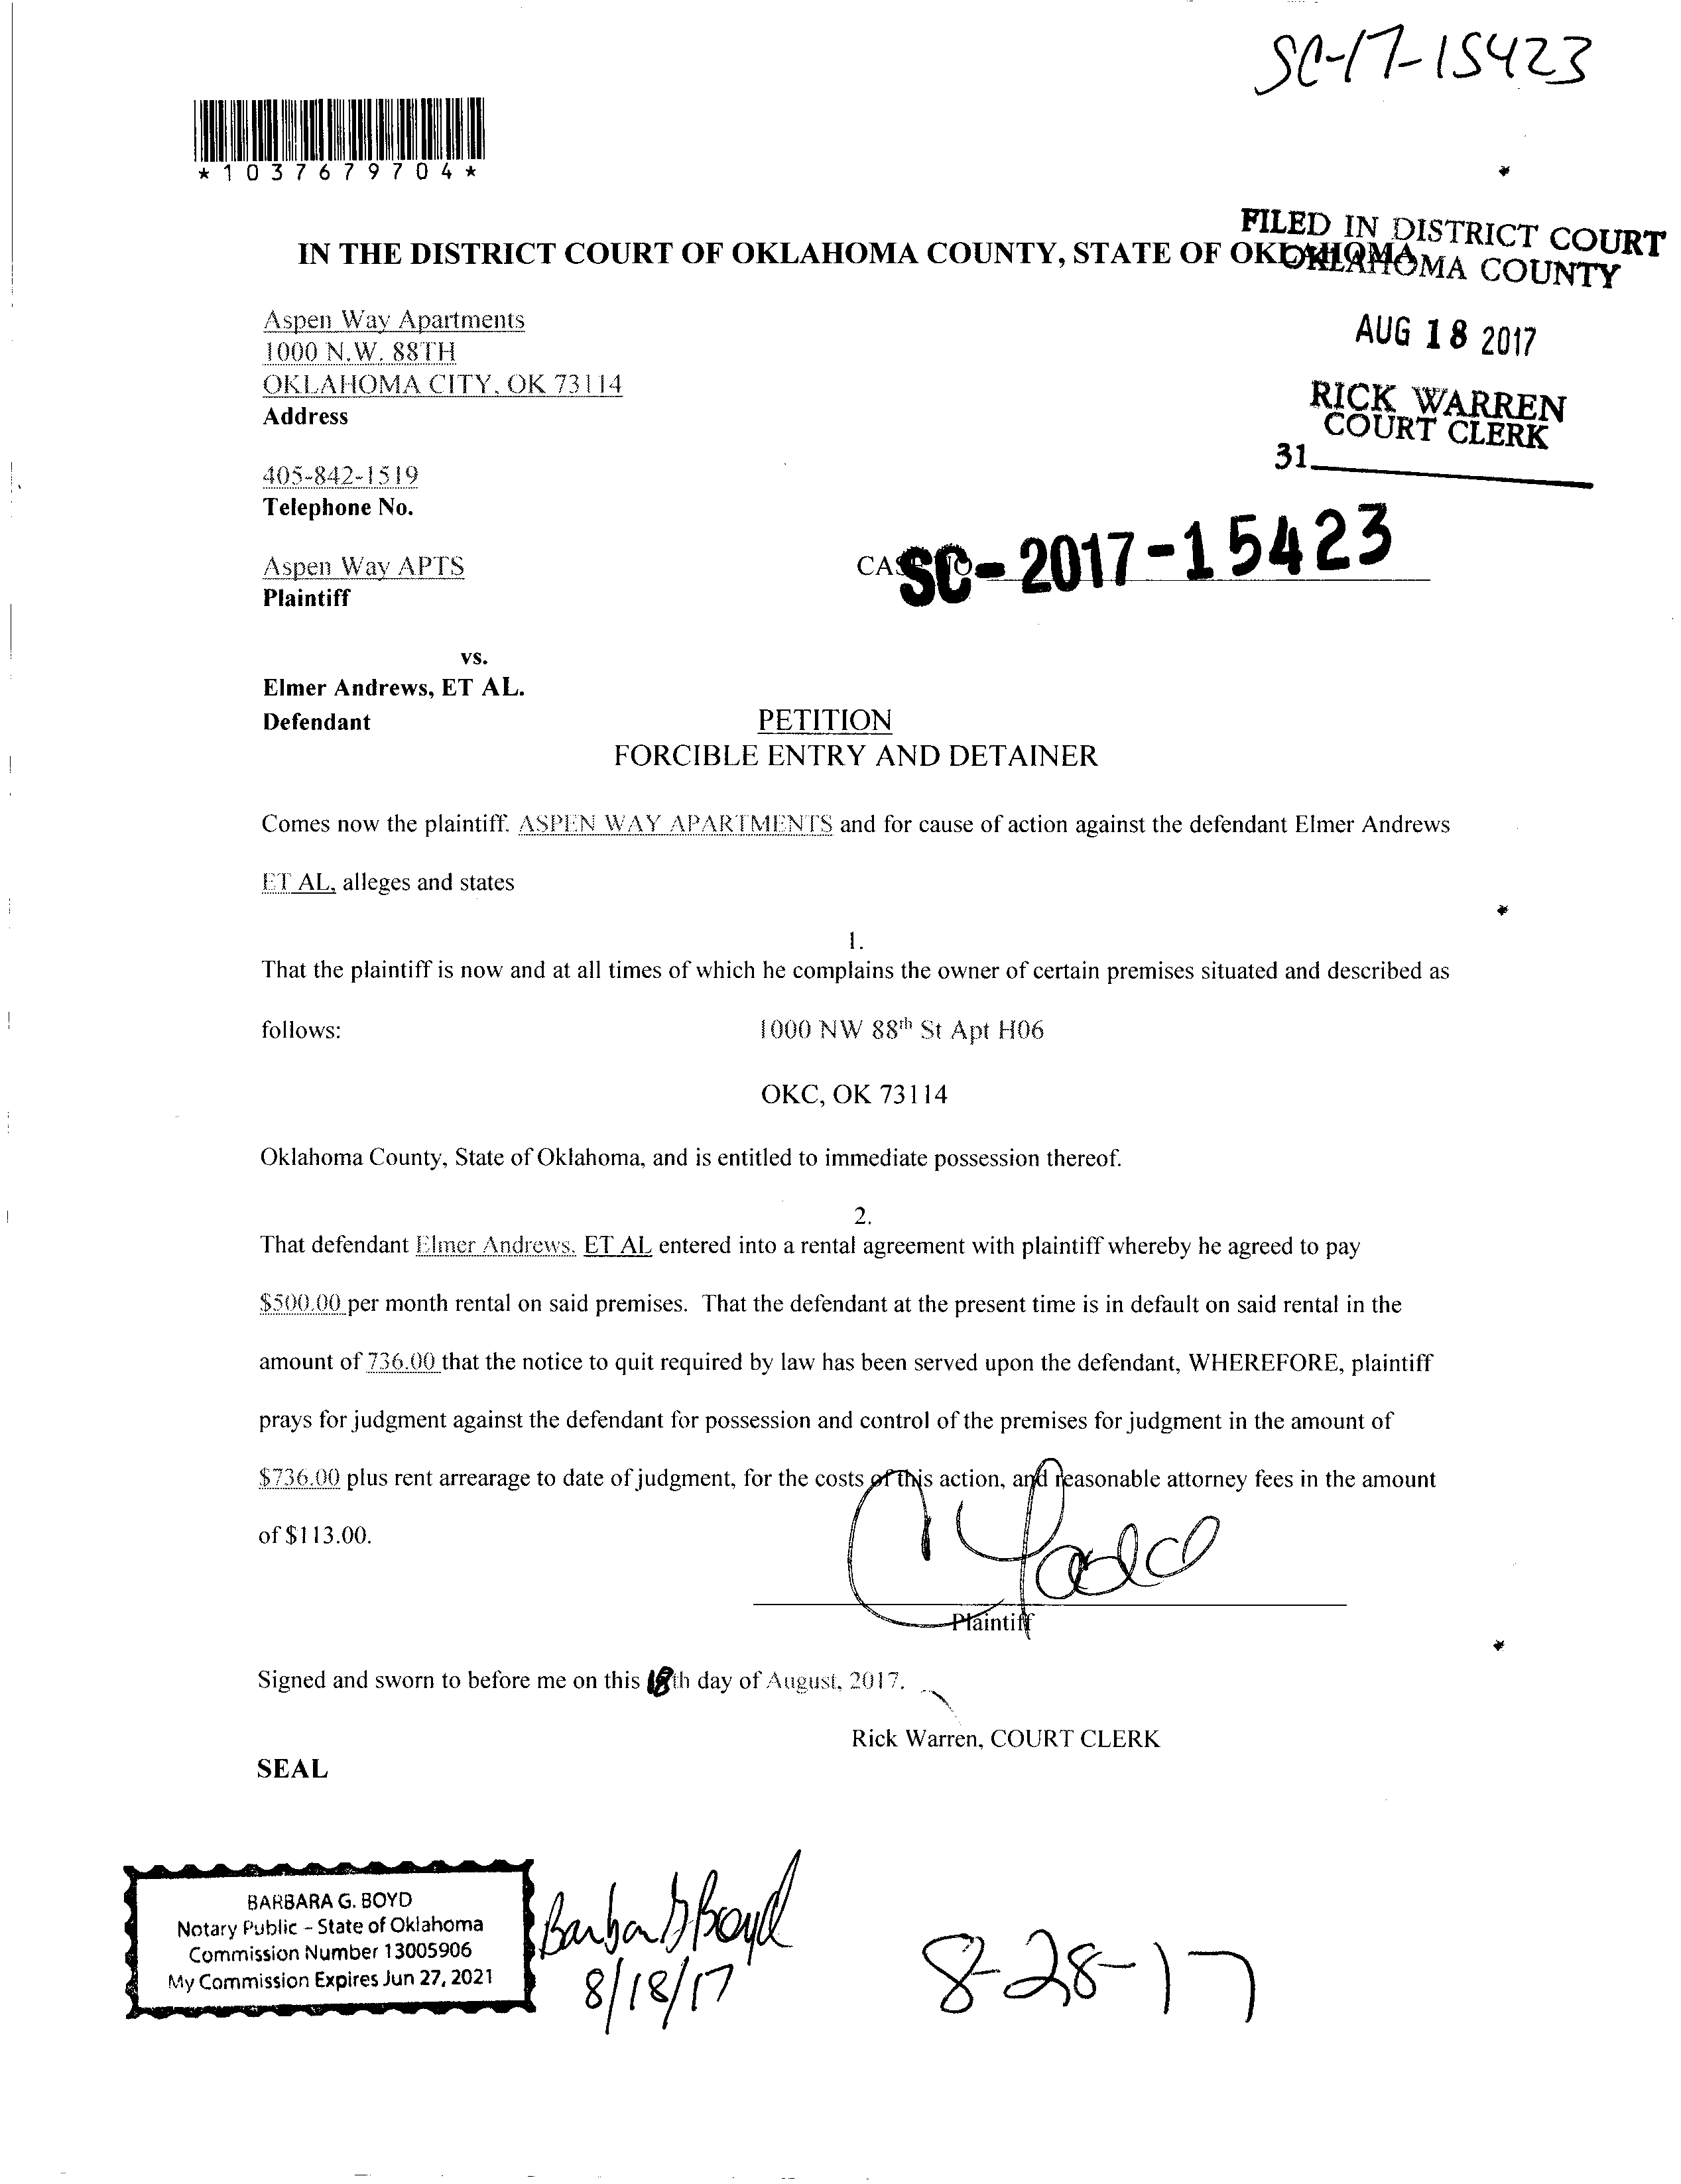 SC-17-15423
*1037679704*
FILED IN DISTRICT COURT
OKLAHOMA COUNTY
IN THE DISTRICT COURT OF OKLAHOMA COUNTY, STATE OF OKLAHOMA
AUG 18 2017
RICK WARREN
COURT CLERK
31
Aspen Way Apartments
1000 N.W. 88TH
OKLAHOMA CITY, OK 73114
Address
405-842-1519
Telephone No.
SC-2017-15423
Aspen Way APTS
Plaintiff
vs.
Elmer Andrews, ET AL.
Defendant
PETITION
FORCIBLE ENTRY AND DETAINER
Comes now the plaintiff. ASPEN WAY APARTMENTS and for cause of action against the defendant Elmer Andrews
ET AL, alleges and states
1.
That the plaintiff is now and at all times of which he complains the owner of certain premises situated and described as
follows: 1000 NW 88th St Apt H06
OKC, OK 73114
Oklahoma County, State of Oklahoma, and is entitled to immediate possession thereof.
2.
That defendant Elmer Andrews, ET AL entered into a rental agreement with plaintiff whereby he agreed to pay
$500.00 per month rental on said premises. That the defendant at the present time is in default on said rental in the
amount of 736.00 that the notice to quit required by law has been served upon the defendant, WHEREFORE, plaintiff
prays for judgment against the defendant for possession and control of the premises for judgment in the amount of
$736.00 plus rent arrearage to date of judgment, for the costs of this action, and reasonable attorney fees in the amount
of $113.00.
Plaintiff
Signed and sworn to before me on this 18th day of August, 2017.
Rick Warren, COURT CLERK
SEAL
BARBARA G. BOYD
Notary Public - State of Oklahoma
Commission Number 13005906
My Commission Expires Jun 27, 2021
Barbara G Boyd
8/18/17
8-28-17